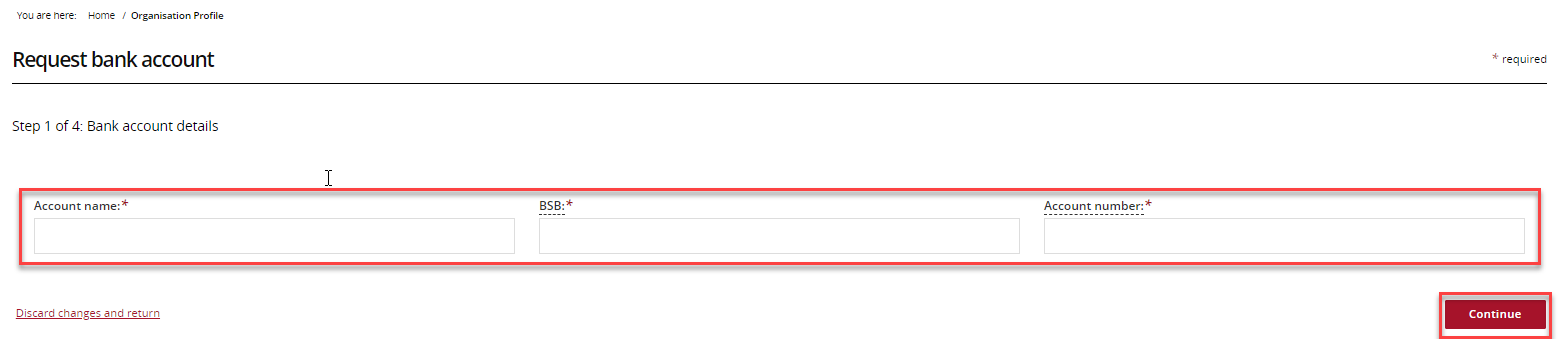 You are here: Home / Organisation Profile
Request bank account
* required
Step 1 of 4: Bank account details
Account name:* BSB:* Account number:*
Discard changes and return
Continue